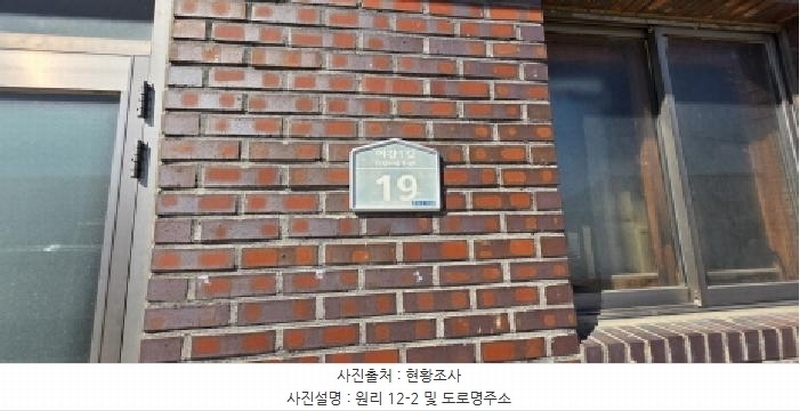 19
사진출처 : 현황조사
사진설명 : 원리 12-2 및 도로명주소